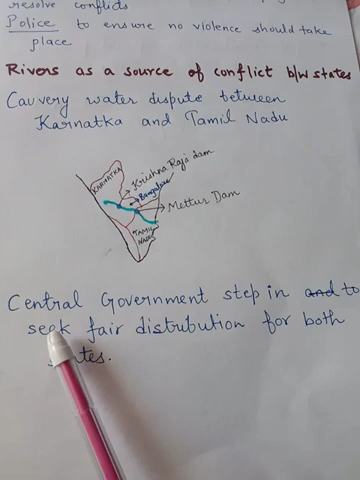 resolve conflicts
Police to ensure no violence should take
place
Rivers as a source of conflict b/w states
Cauvery water dispute between
Karnatka and Tamil Nadu
KARNATKA
Krishna Raja dam
Bangalore
Mettur Dam
TAMIL
NADU
Central Government step in and to
seek fair distrubution for both
states.